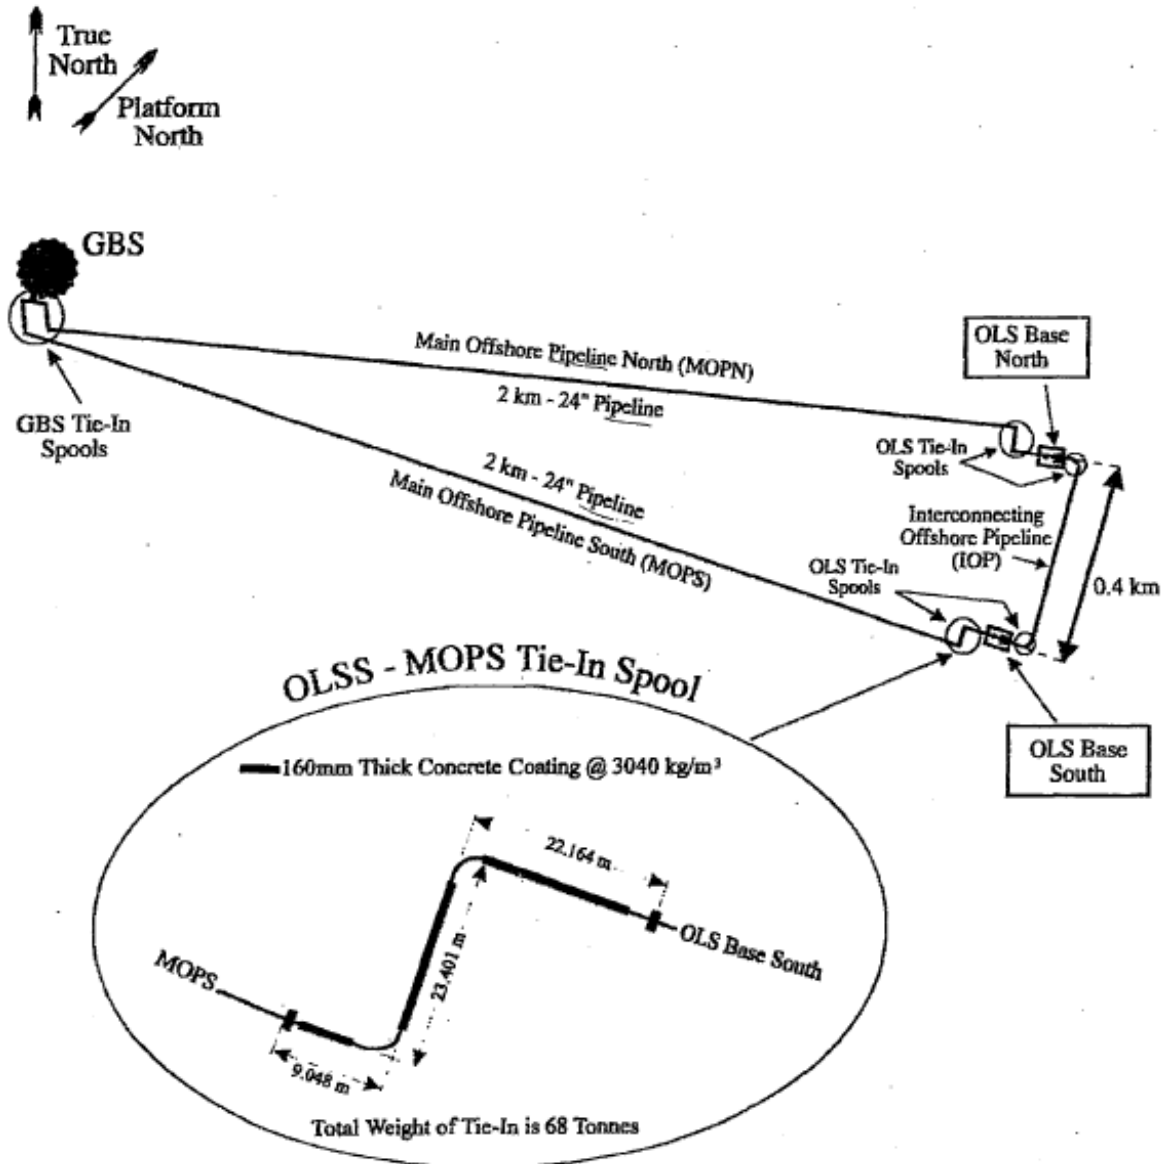 True
North
Platform
North
GBS
Main Offshore Pipeline North (MOPN)
2 km - 24" Pipeline
OLS Base
North
GBS Tie-In
Spools
OLS Tie-In
Spools
2 km - 24" Pipeline
Main Offshore Pipeline South (MOPS)
Interconnecting
Offshore Pipeline
(IOP)
OLS Tie-In
Spools
0.4 km
OLSS - MOPS Tie-In Spool
OLS Base
South
160mm Thick Concrete Coating @ 3040 kg/m³
22.164 m
23.401 m
OLS Base South
MOPS
9.048 m
Total Weight of Tie-In is 68 Tonnes